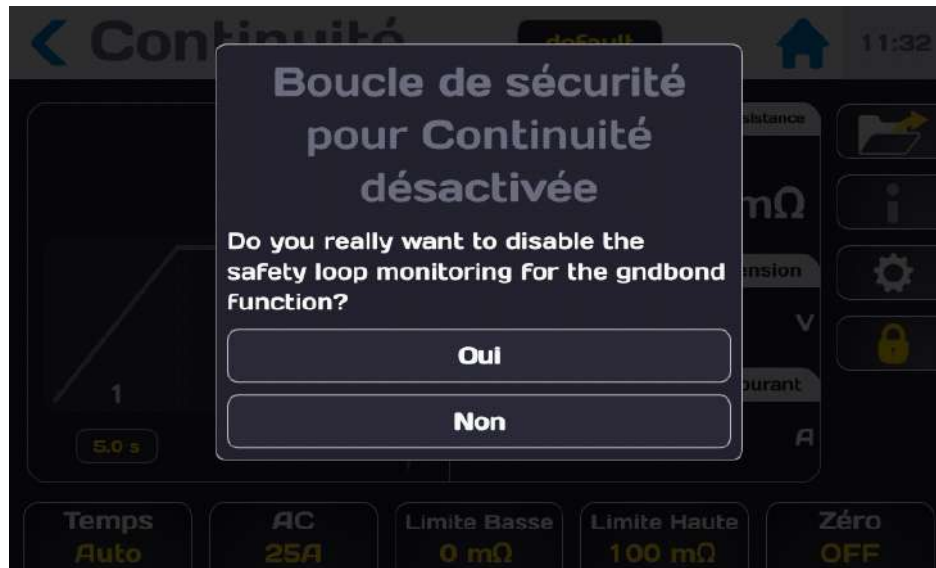 Continuité
default
11:32
Boucle de sécurité
pour Continuité
désactivée
Do you really want to disable the
safety loop monitoring for the gndbond
function?
Oui
Non
mΩ
V
A
1
5.0 s
Temps
Auto
AC
25A
Limite Basse
0 mΩ
Limite Haute
100 mΩ
Zéro
OFF